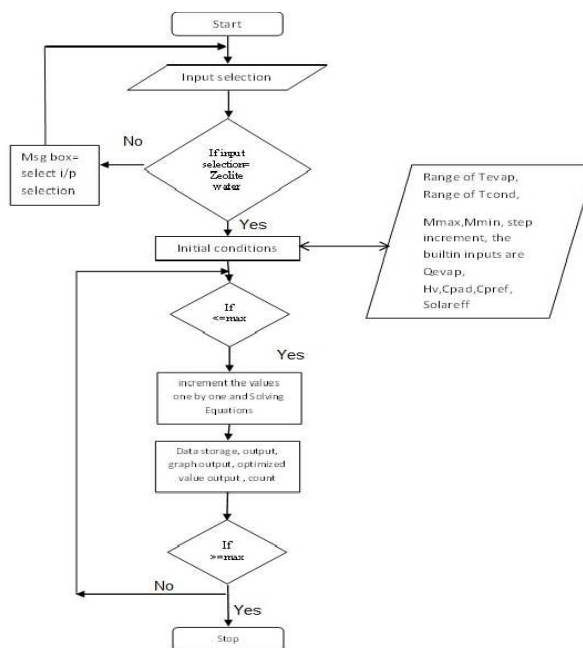 Start
Input selection
No
If input
selection=
Zeolite
water
Msg box=
select i/p
selection
Yes
Initial conditions
Range of Tevap,
Range of Tcond,
Mmax,Mmin, step
increment, the
builtin inputs are
Qevap,
Hv,Cpad,Cpref,
Solareff
If
<=max
Yes
increment the values
one by one and Solving
Equations
Data storage, output,
graph output, optimized
value output , count
If
>=max
No
Yes
Stop